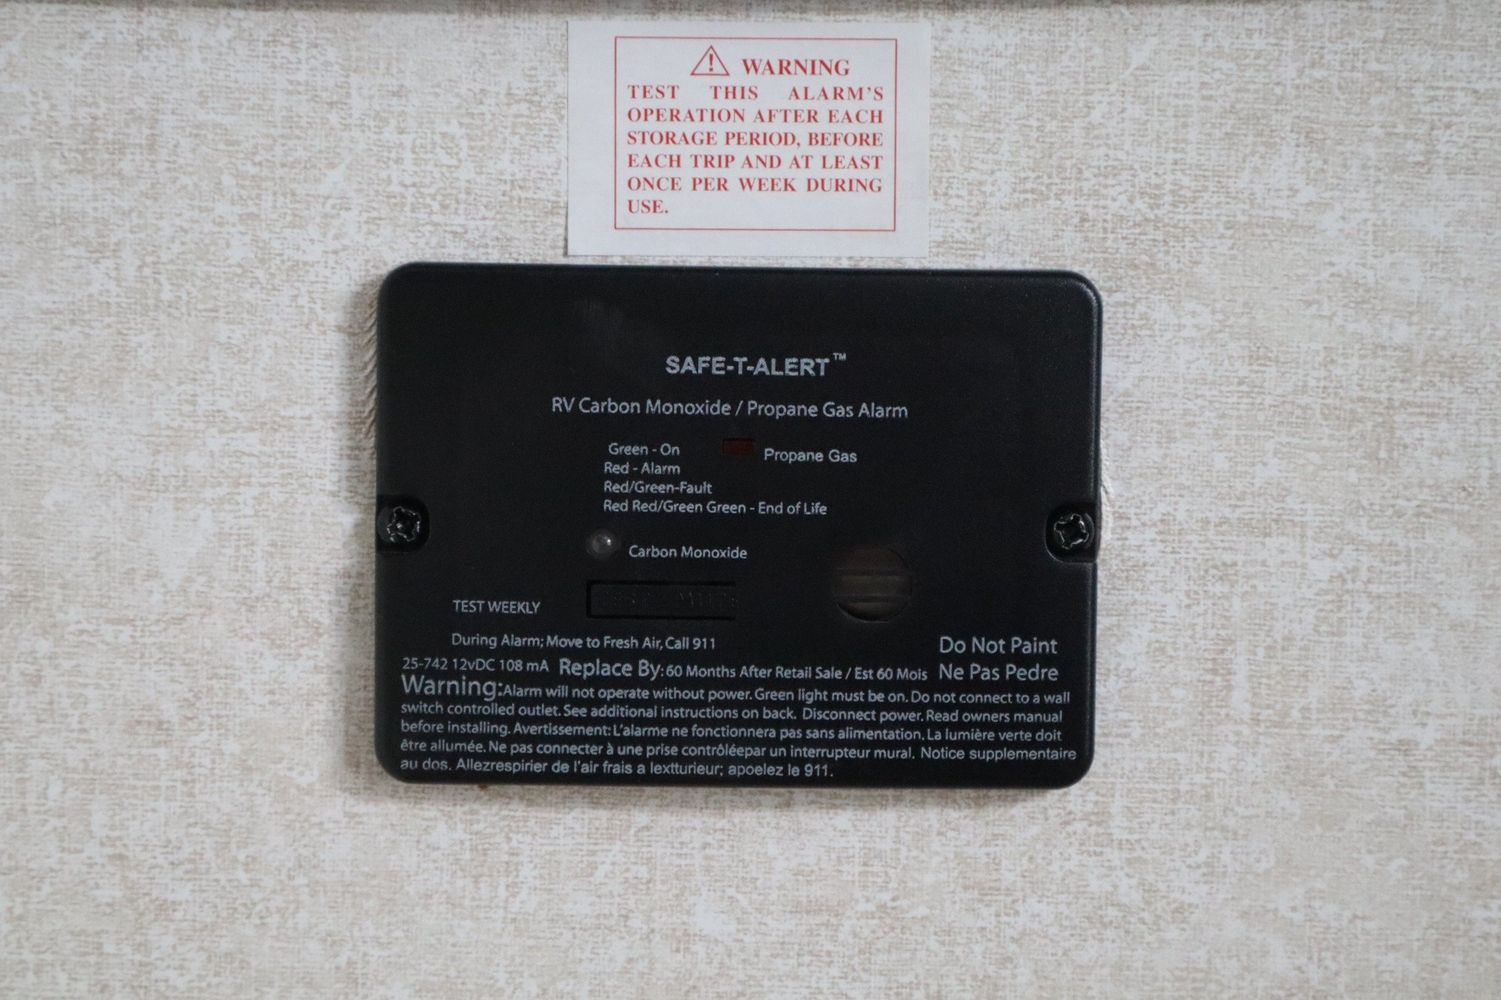 ⚠ WARNING
TEST THIS ALARM'S
OPERATION AFTER EACH
STORAGE PERIOD, BEFORE
EACH TRIP AND AT LEAST
ONCE PER WEEK DURING
USE.
SAFE-T-ALERT™
RV Carbon Monoxide / Propane Gas Alarm
Green - On
Propane Gas
Red - Alarm
Red/Green-Fault
Red Red/Green Green - End of Life
Carbon Monoxide
TEST WEEKLY
During Alarm; Move to Fresh Air, Call 911
Do Not Paint
25-742 12vDC 108 mA Replace By: 60 Months After Retail Sale / Est 60 Mois
Ne Pas Pedre
Warning: Alarm will not operate without power. Green light must be on. Do not connect to a wall
switch controlled outlet. See additional instructions on back. Disconnect power. Read owners manual
before installing. Avertissement: L'alarme ne fonctionnera pas sans alimentation. La lumière verte doit
être allumée. Ne pas connecter à une prise contrôléepar un interrupteur mural. Notice supplementaire
au dos. Allezrespirier de l'air frais a lextturieur; apoelez le 911.